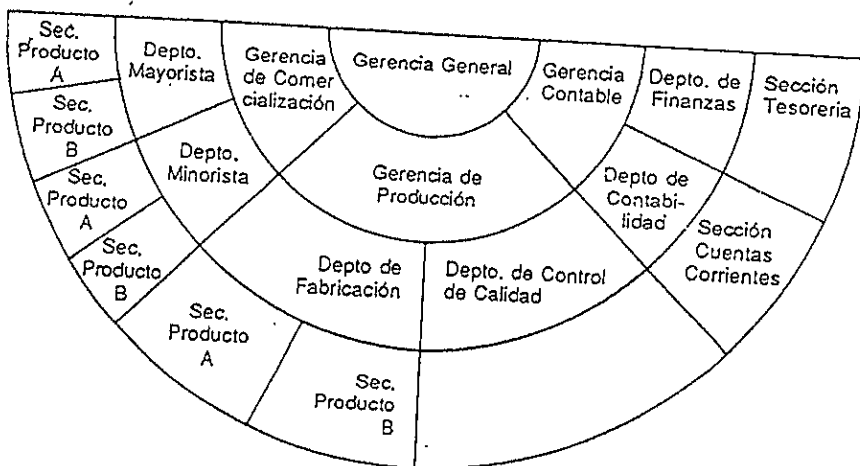 Sec.
Producto
A
Depto.
Mayorista
Gerencia
de Comer
cialización
Gerencia General
Gerencia
Contable
Depto. de
Finanzas
Sección
Tesoreria
Sec.
Producto
B
Depto.
Minorista
Gerencia de
Producción
Depto de
Contabi-
lidad
Sec.
Producto
A
Sección
Cuentas
Corrientes
Sec.
Producto
B
Depto de
Fabricación
Depto. de Control
de Calidad
Sec.
Producto
A
Sec.
Producto
B